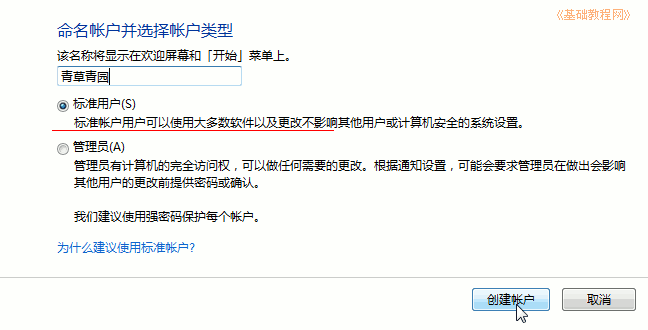 《基础教程网》
命名帐户并选择帐户类型
该名称将显示在欢迎屏幕和「开始」菜单上。
青草青园
标准用户(S)
标准帐户用户可以使用大多数软件以及更改不影响其他用户或计算机安全的系统设置。
管理员(A)
管理员有计算机的完全访问权，可以做任何需要的更改。根据通知设置，可能会要求管理员在做出会影响
其他用户的更改前提供密码或确认。
我们建议使用强密码保护每个帐户。
为什么建议使用标准帐户?
创建帐户
取消